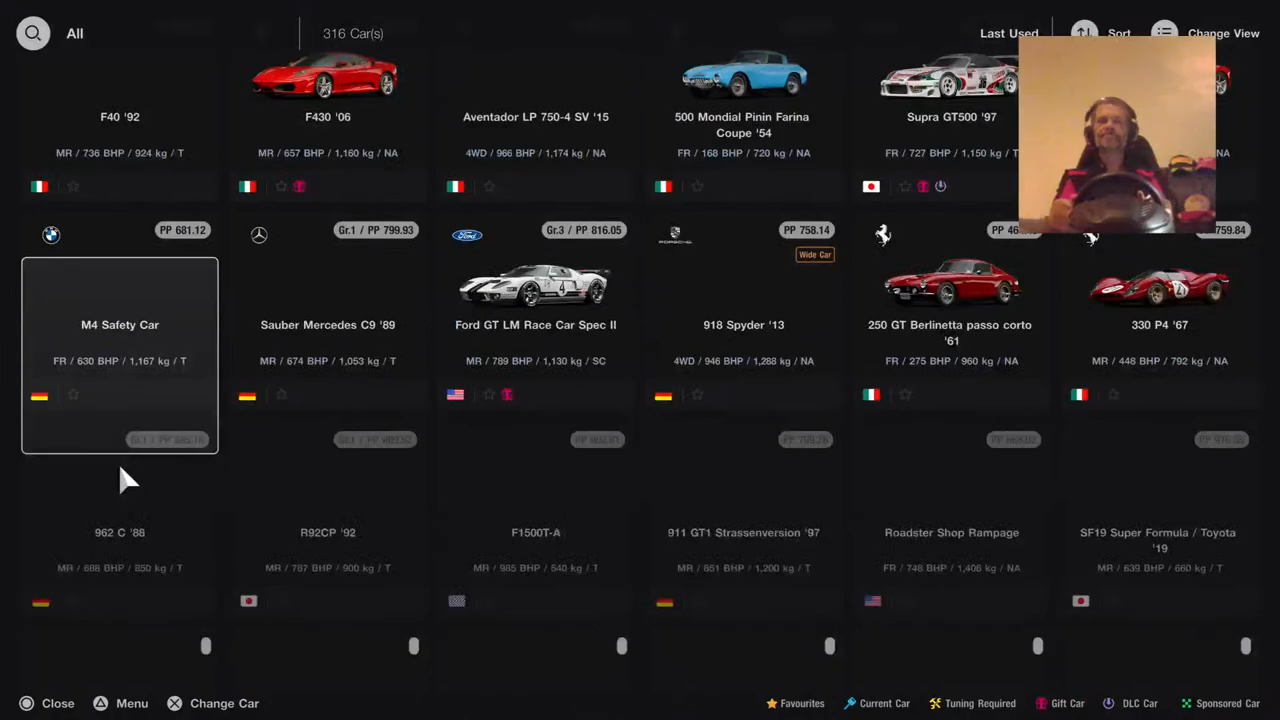 All
316 Car(s)
Last Used
Sort
Change View
F40 '92
F430 '06
Aventador LP 750-4 SV '15
500 Mondial Pinin Farina
Coupe '54
Supra GT500 '97
MR / 736 BHP / 924 kg / T
MR / 657 BHP / 1,160 kg / NA
4WD / 966 BHP / 1,174 kg / NA
FR / 168 BHP / 720 kg / NA
FR / 727 BHP / 1,150 kg / T
PP 681.12
Gr.1 / PP 799.93
Ford
Gr.3 / PP 816.05
PORSCHE
PP 758.14
Wide Car
759.84
M4 Safety Car
Sauber Mercedes C9 '89
Ford GT LM Race Car Spec II
918 Spyder '13
250 GT Berlinetta passo corto
'61
330 P4 '67
FR / 630 BHP / 1,167 kg / T
MR / 674 BHP / 1,053 kg / T
MR / 789 BHP / 1,130 kg / SC
4WD / 946 BHP / 1,288 kg / NA
FR / 275 BHP / 960 kg / NA
MR / 448 BHP / 792 kg / NA
962 C '88
R92CP '92
F1500T-A
911 GT1 Strassenversion '97
Roadster Shop Rampage
SF19 Super Formula / Toyota
'19
MR / 688 BHP / 850 kg / T
MR / 787 BHP / 900 kg / T
MR / 985 BHP / 540 kg / T
MR / 861 BHP / 1,200 kg / T
FR / 748 BHP / 1,406 kg / NA
MR / 639 BHP / 660 kg / T
Close
Menu
Change Car
Favourites
Current Car
Tuning Required
Gift Car
DLC Car
Sponsored Car